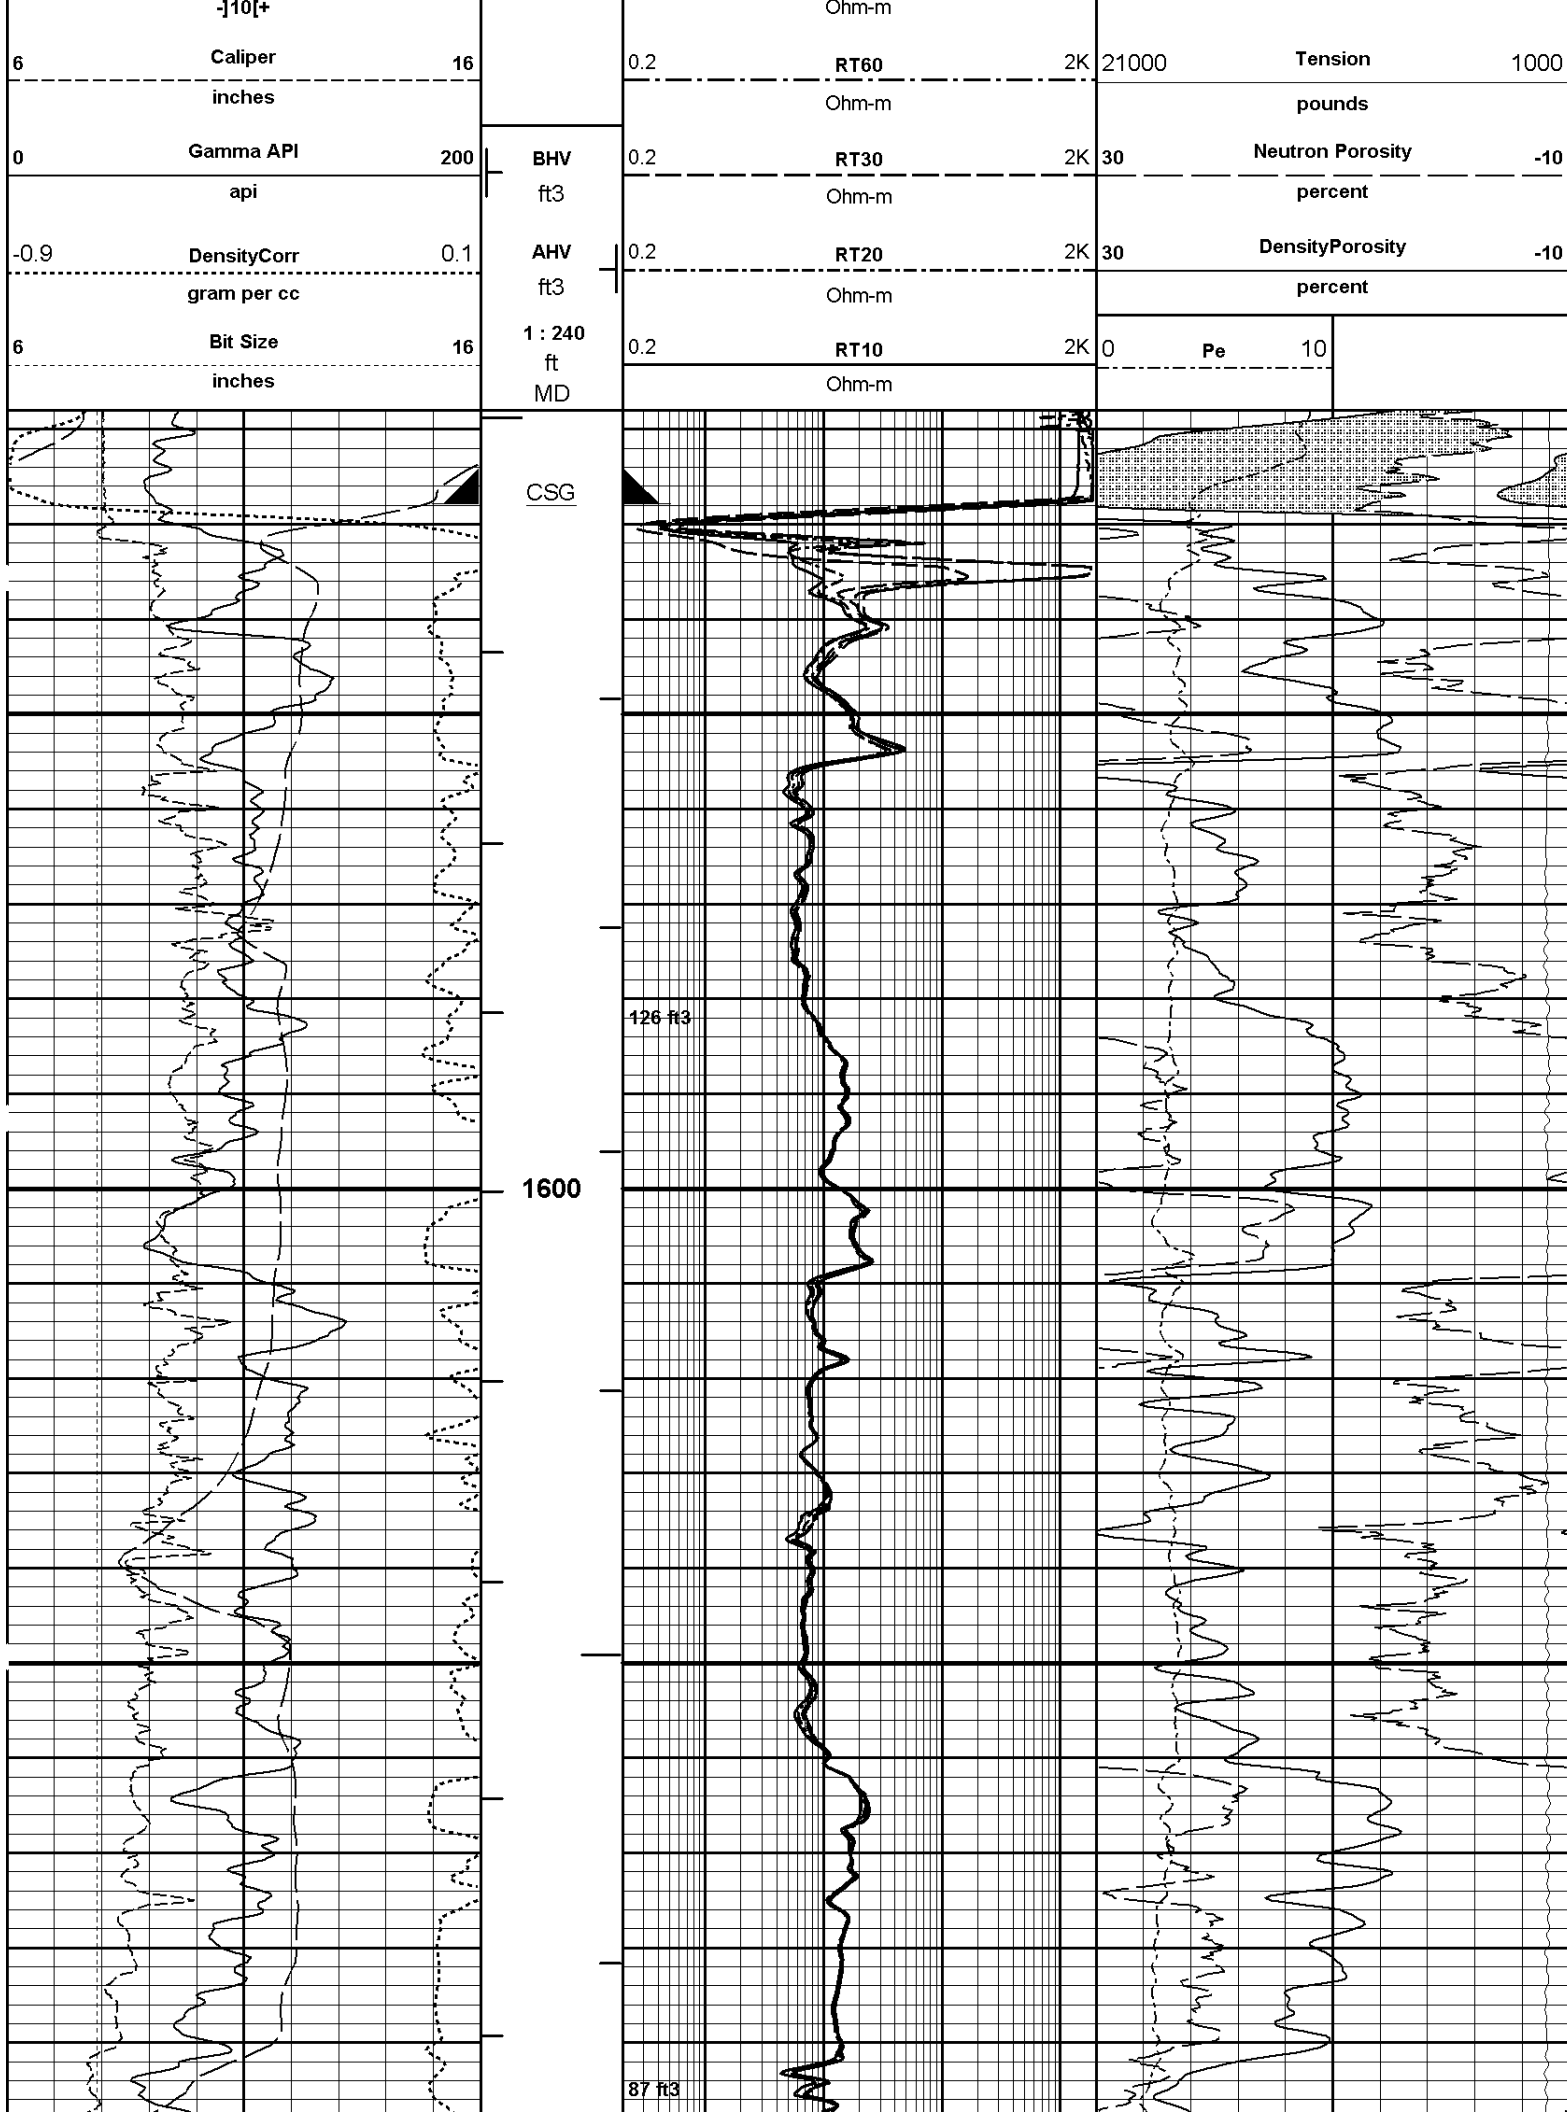 -]10[+
Caliper
6 16
inches
Gamma API
0 200
api
DensityCorr
-0.9 0.1
gram per cc
Bit Size
6 16
inches
BHV
ft3
AHV
ft3
1 : 240
ft
MD
Ohm-m
0.2 RT60 2K
Ohm-m
0.2 RT30 2K
Ohm-m
0.2 RT20 2K
Ohm-m
0.2 RT10 2K
Ohm-m
21000 Tension 1000
pounds
30 Neutron Porosity -10
percent
30 DensityPorosity -10
percent
0 Pe 10
CSG
126 ft3
1600
87 ft3